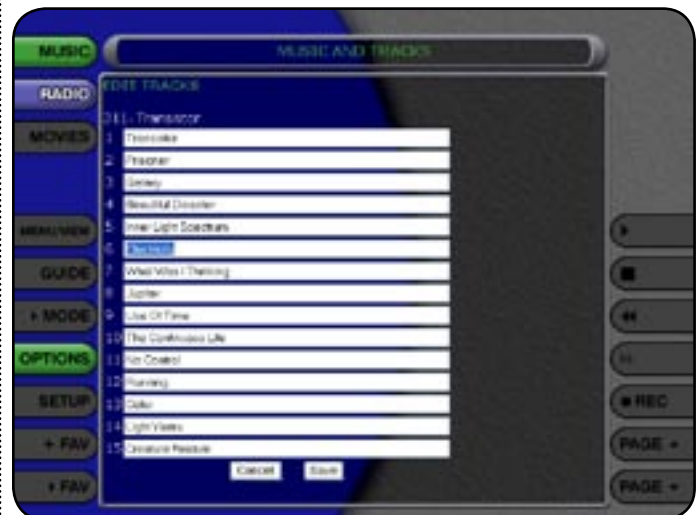 MUSIC
MUSIC AND TRACKS
RADIO
EDIT TRACKS
311 - Transistor
MOVIES
1 Transistor
2 Prisoner
3 Galaxy
4 Beautiful Disaster
5 Inner Light Spectrum
MENU/VIEW
6
GUIDE
7 What Was I Thinking
8 Jupiter
9 Use Of Time
+ MODE
10 The Continuous Life
OPTIONS
11 No Control
12 Running
SETUP
13 Color
● REC
14 Light Years
+ FAV
15 Creature Feature
PAGE +
Cancel Save
› FAV
PAGE -